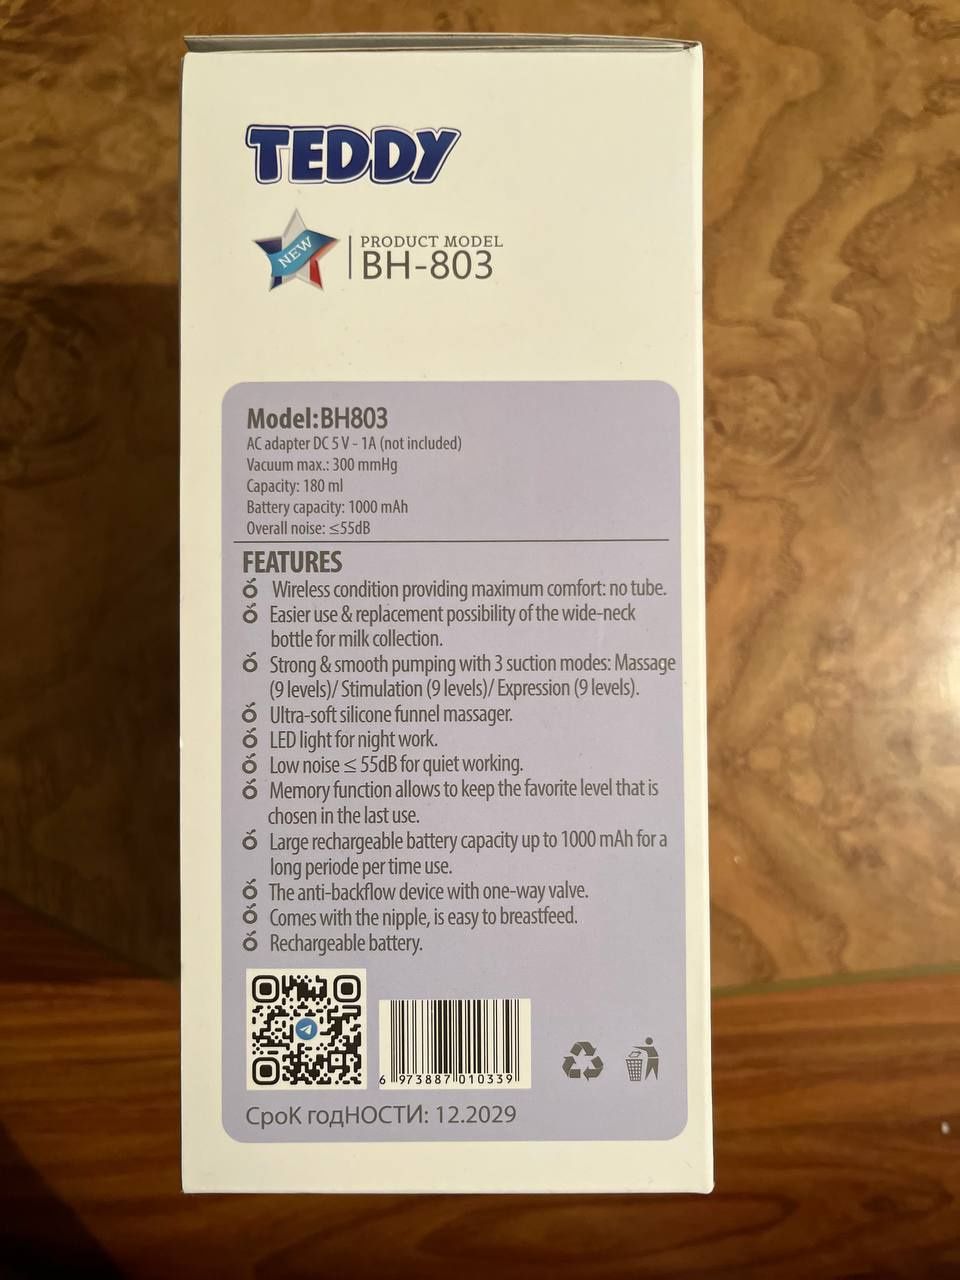 TEDDY
NEW
PRODUCT MODEL
BH-803
Model:BH803
AC adapter DC 5 V - 1A (not included)
Vacuum max.: 300 mmHg
Capacity: 180 ml
Battery capacity: 1000 mAh
Overall noise: ≤55dB
FEATURES
Wireless condition providing maximum comfort: no tube.
Easier use & replacement possibility of the wide-neck
bottle for milk collection.
Strong & smooth pumping with 3 suction modes: Massage
(9 levels)/ Stimulation (9 levels)/ Expression (9 levels).
Ultra-soft silicone funnel massager.
LED light for night work.
Low noise ≤ 55dB for quiet working.
Memory function allows to keep the favorite level that is
chosen in the last use.
Large rechargeable battery capacity up to 1000 mAh for a
long periode per time use.
The anti-backflow device with one-way valve.
Comes with the nipple, is easy to breastfeed.
Rechargeable battery.
6 973887 010339
СроК годНОСТИ: 12.2029